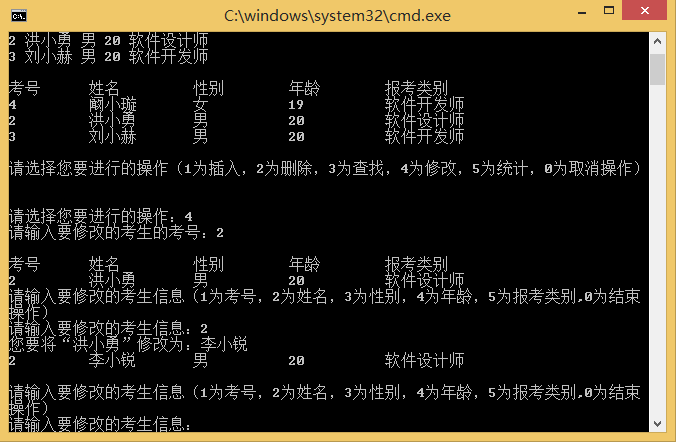 C:\windows\system32\cmd.exe
2 洪小勇 男 20 软件设计师
3 刘小赫 男 20 软件开发师
考号 姓名 性别 年龄 报考类别
4 阚小璇 女 19 软件开发师
2 洪小勇 男 20 软件设计师
3 刘小赫 男 20 软件开发师
请选择您要进行的操作（1为插入，2为删除，3为查找，4为修改，5为统计，0为取消操作）
请选择您要进行的操作：4
请输入要修改的考生的考号：2
考号 姓名 性别 年龄 报考类别
2 洪小勇 男 20 软件设计师
请输入要修改的考生信息（1为考号，2为姓名，3为性别，4为年龄，5为报考类别,0为结束
操作）
请输入要修改的考生信息：2
您要将“洪小勇”修改为：李小锐
2 李小锐 男 20 软件设计师
请输入要修改的考生信息（1为考号，2为姓名，3为性别，4为年龄，5为报考类别,0为结束
操作）
请输入要修改的考生信息：